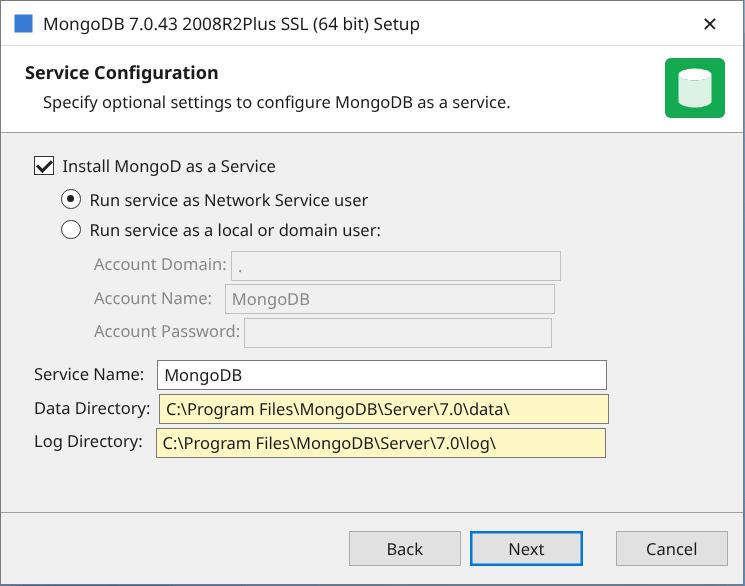 MongoDB 7.0.43 2008R2Plus SSL (64 bit) Setup
Service Configuration
Specify optional settings to configure MongoDB as a service.
Install MongoD as a Service
Run service as Network Service user
Run service as a local or domain user:
Account Domain: .
Account Name: MongoDB
Account Password:
Service Name: MongoDB
Data Directory: C:\Program Files\MongoDB\Server\7.0\data\
Log Directory: C:\Program Files\MongoDB\Server\7.0\log\
Back Next Cancel